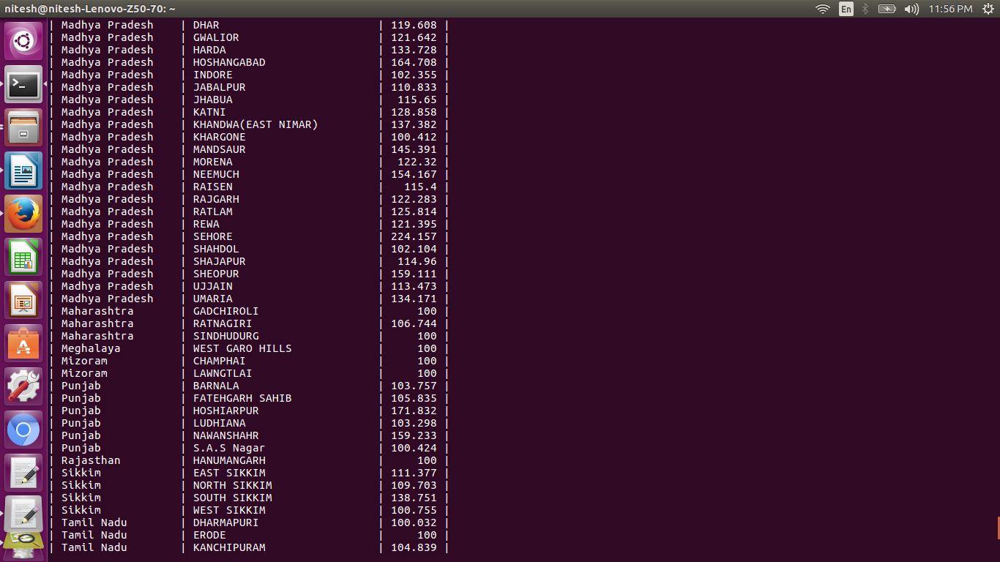 nitesh@nitesh-Lenovo-Z50-70: ~ En 11:56 PM
| Madhya Pradesh | DHAR | 119.608 |
| Madhya Pradesh | GWALIOR | 121.642 |
| Madhya Pradesh | HARDA | 133.728 |
| Madhya Pradesh | HOSHANGABAD | 164.708 |
| Madhya Pradesh | INDORE | 102.355 |
| Madhya Pradesh | JABALPUR | 110.833 |
| Madhya Pradesh | JHABUA | 115.65 |
| Madhya Pradesh | KATNI | 128.858 |
| Madhya Pradesh | KHANDWA(EAST NIMAR) | 137.382 |
| Madhya Pradesh | KHARGONE | 100.412 |
| Madhya Pradesh | MANDSAUR | 145.391 |
| Madhya Pradesh | MORENA | 122.32 |
| Madhya Pradesh | NEEMUCH | 154.167 |
| Madhya Pradesh | RAISEN | 115.4 |
| Madhya Pradesh | RAJGARH | 122.283 |
| Madhya Pradesh | RATLAM | 125.814 |
| Madhya Pradesh | REWA | 121.395 |
| Madhya Pradesh | SEHORE | 224.157 |
| Madhya Pradesh | SHAHDOL | 102.104 |
| Madhya Pradesh | SHAJAPUR | 114.96 |
| Madhya Pradesh | SHEOPUR | 159.111 |
| Madhya Pradesh | UJJAIN | 113.473 |
| Madhya Pradesh | UMARIA | 134.171 |
| Maharashtra | GADCHIROLI | 100 |
| Maharashtra | RATNAGIRI | 106.744 |
| Maharashtra | SINDHUDURG | 100 |
| Meghalaya | WEST GARO HILLS | 100 |
| Mizoram | CHAMPHAI | 100 |
| Mizoram | LAWNGTLAI | 100 |
| Punjab | BARNALA | 103.757 |
| Punjab | FATEHGARH SAHIB | 105.835 |
| Punjab | HOSHIARPUR | 171.832 |
| Punjab | LUDHIANA | 103.298 |
| Punjab | NAWANSHAHR | 159.233 |
| Punjab | S.A.S Nagar | 100.424 |
| Rajasthan | HANUMANGARH | 100 |
| Sikkim | EAST SIKKIM | 111.377 |
| Sikkim | NORTH SIKKIM | 109.703 |
| Sikkim | SOUTH SIKKIM | 138.751 |
| Sikkim | WEST SIKKIM | 100.755 |
| Tamil Nadu | DHARMAPURI | 100.032 |
| Tamil Nadu | ERODE | 100 |
| Tamil Nadu | KANCHIPURAM | 104.839 |